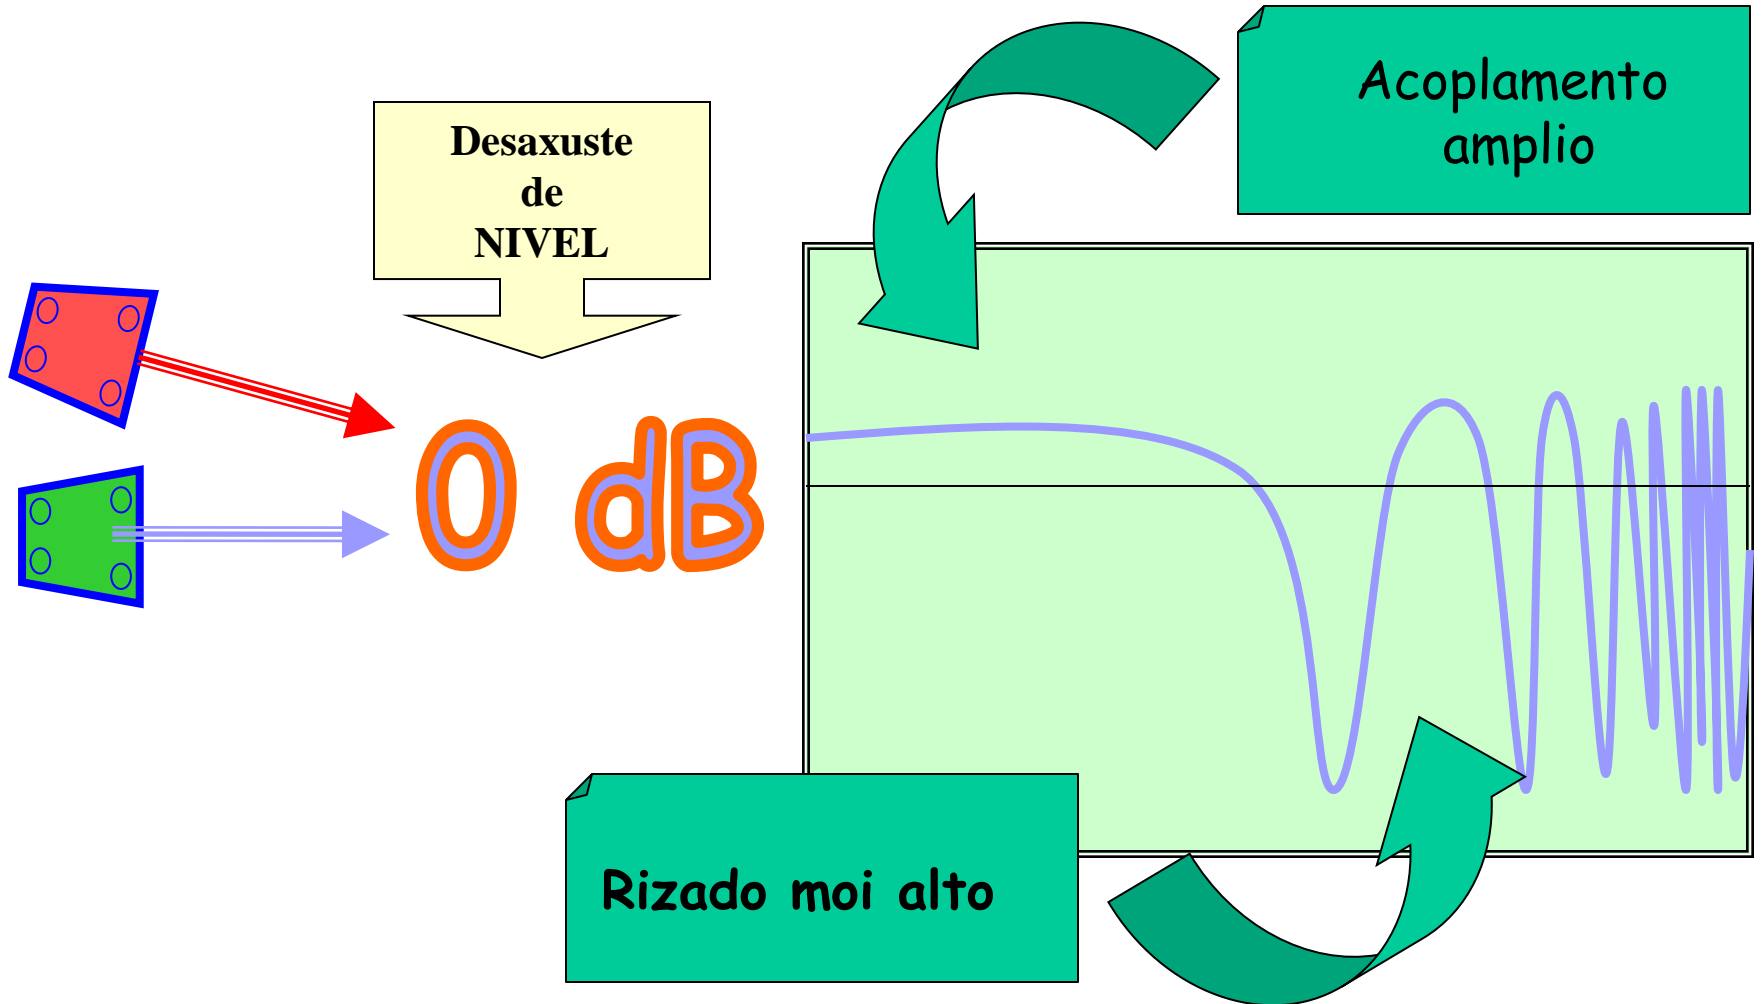 Acoplamento
amplio
Desaxuste
de
NIVEL
0 dB
Rizado moi alto